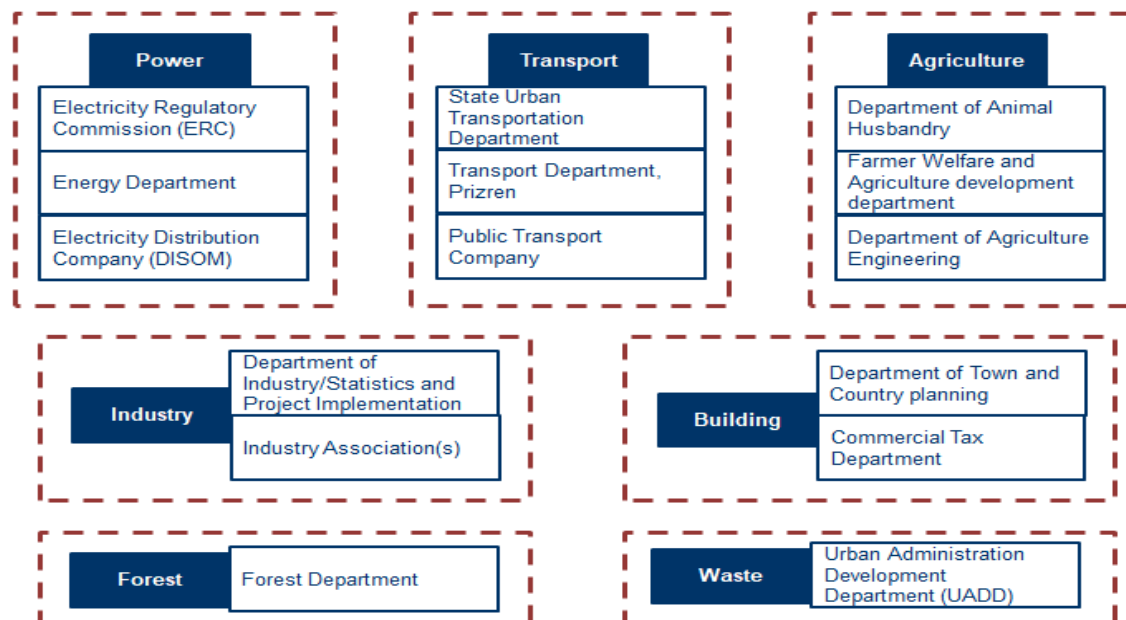 Power
Electricity Regulatory
Commission (ERC)
Energy Department
Electricity Distribution
Company (DISOM)
Transport
State Urban
Transportation
Department
Transport Department,
Prizren
Public Transport
Company
Agriculture
Department of Animal
Husbandry
Farmer Welfare and
Agriculture development
department
Department of Agriculture
Engineering
Industry
Department of
Industry/Statistics and
Project Implementation
Industry Association(s)
Building
Department of Town and
Country planning
Commercial Tax
Department
Forest
Forest Department
Waste
Urban Administration
Development
Department (UADD)